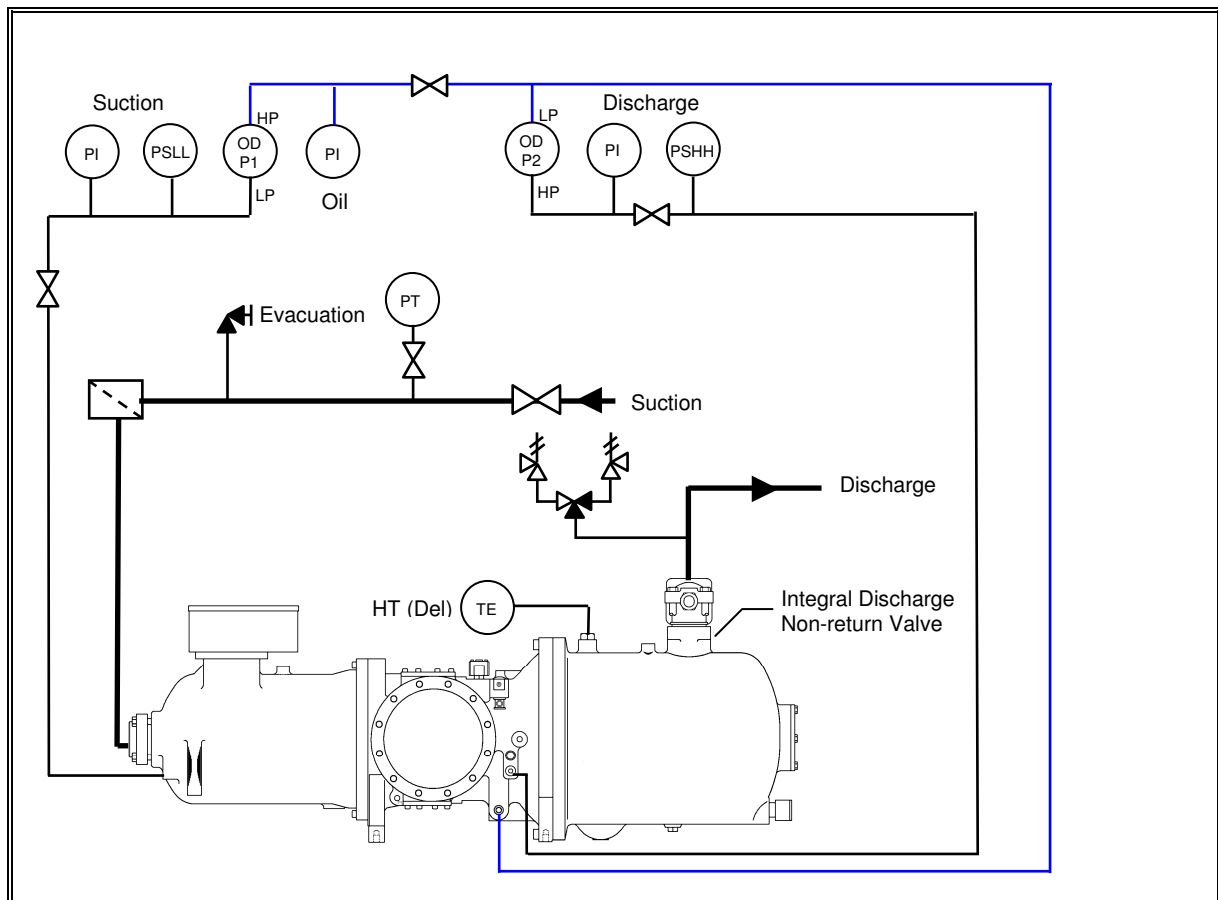 Suction
Discharge
HP
LP
PI
PSLL
OD
P1
PI
OD
P2
PI
PSHH
LP
HP
Oil
PT
Evacuation
Suction
Discharge
HT (Del)
TE
Integral Discharge
Non-return Valve